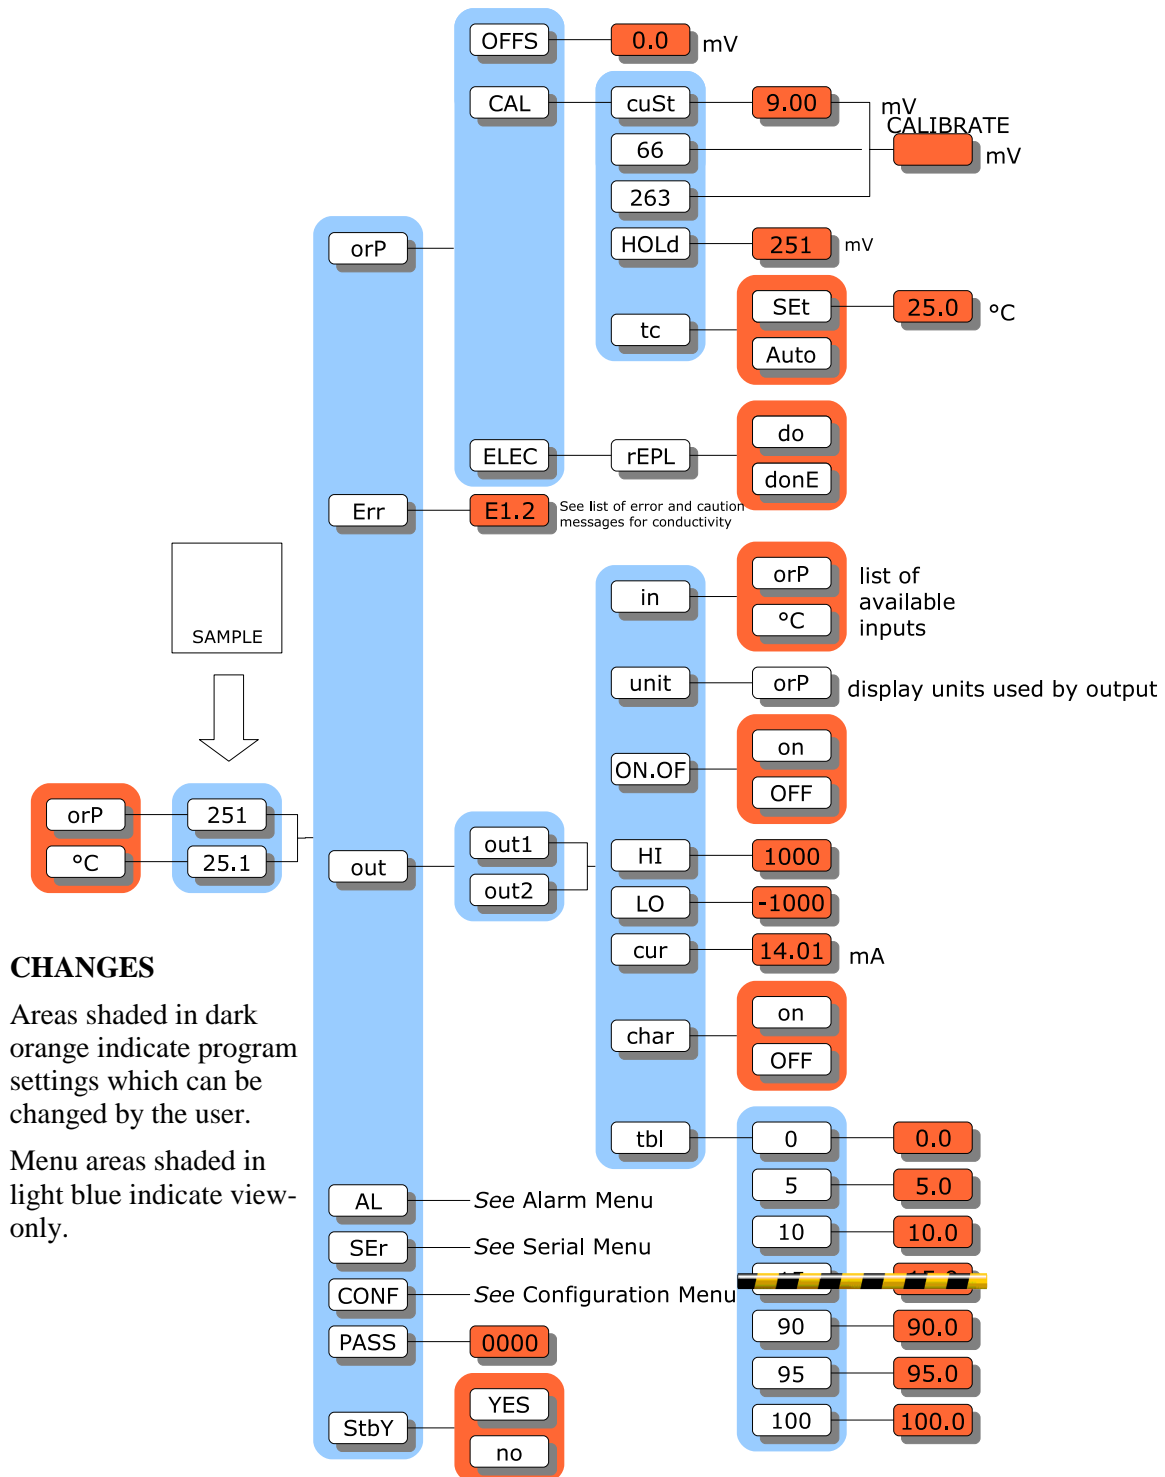 OFFS 0.0 mV
CAL cuSt 9.00 mV
CALIBRATE
66 mV
263
orP HOLd 251 mV
SEt 25.0 °C
tc
Auto
do
ELEC rEPL
donE
Err E1.2 See list of error and caution
messages for conductivity
orP list of
in available
°C inputs
SAMPLE
unit orP display units used by output
on
ON.OF
OFF
orP 251
°C 25.1
out out1 HI 1000
out2 LO -1000
cur 14.01 mA
CHANGES
Areas shaded in dark
orange indicate program
settings which can be
changed by the user.
Menu areas shaded in
light blue indicate view-
only.
on
char
OFF
tbl 0 0.0
5 5.0
10 10.0
90 90.0
95 95.0
100 100.0
AL See Alarm Menu
SEr See Serial Menu
CONF See Configuration Menu
PASS 0000
YES
StbY
no